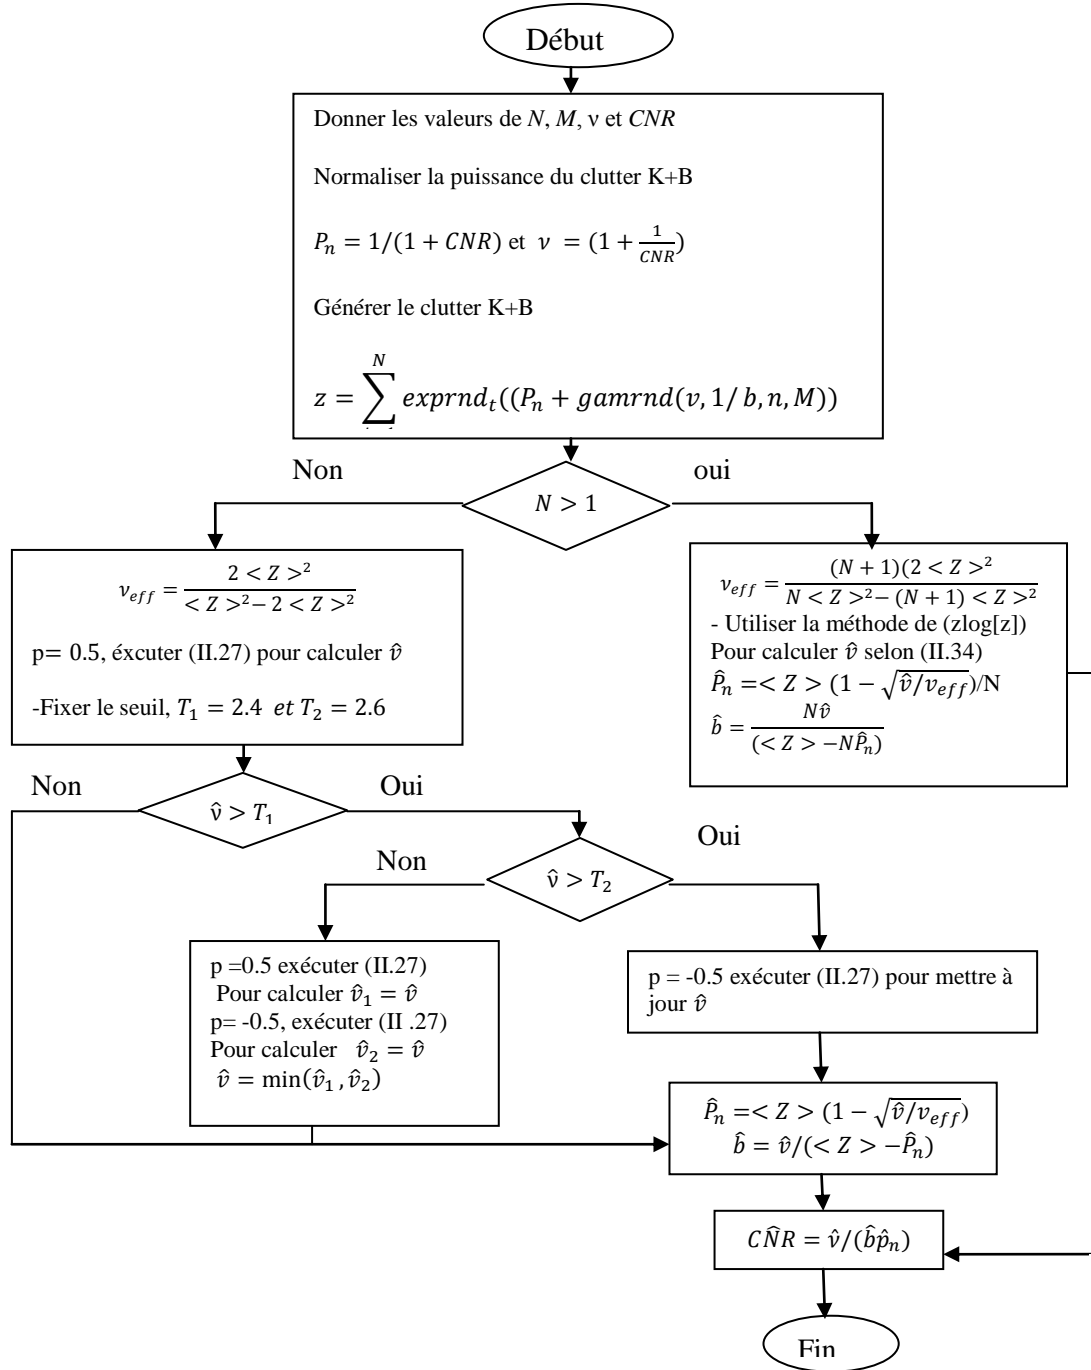 Début
Donner les valeurs de N, M, ν et CNR
Normaliser la puissance du clutter K+B
P_n = 1/(1 + CNR) et ν = (1 + 1/CNR)
Générer le clutter K+B
z = ∑^N exprnd_t((P_n + gamrnd(v, 1/b, n, M))
Non
oui
N > 1
ν_eff = 2 < Z >^2 / < Z >^2 − 2 < Z >^2
p= 0.5, éxcuter (II.27) pour calculer v̂
-Fixer le seuil, T_1 = 2.4 et T_2 = 2.6
ν_eff = (N + 1)(2 < Z >^2 / N < Z >^2 − (N + 1) < Z >^2
- Utiliser la méthode de (zlog[z])
Pour calculer v̂ selon (II.34)
P̂_n =< Z > (1 − √(v̂/v_eff))/N
b̂ = Nv̂ / (< Z > −NP̂_n)
Non
Oui
v̂ > T_1
Non
Oui
v̂ > T_2
p =0.5 exécuter (II.27)
Pour calculer v̂_1 = v̂
p= -0.5, exécuter (II .27)
Pour calculer v̂_2 = v̂
v̂ = min(v̂_1, v̂_2)
p = -0.5 exécuter (II.27) pour mettre à
jour v̂
P̂_n =< Z > (1 − √(v̂/v_eff))
b̂ = v̂/(< Z > −P̂_n)
CN̂R = v̂/(b̂p̂_n)
Fin